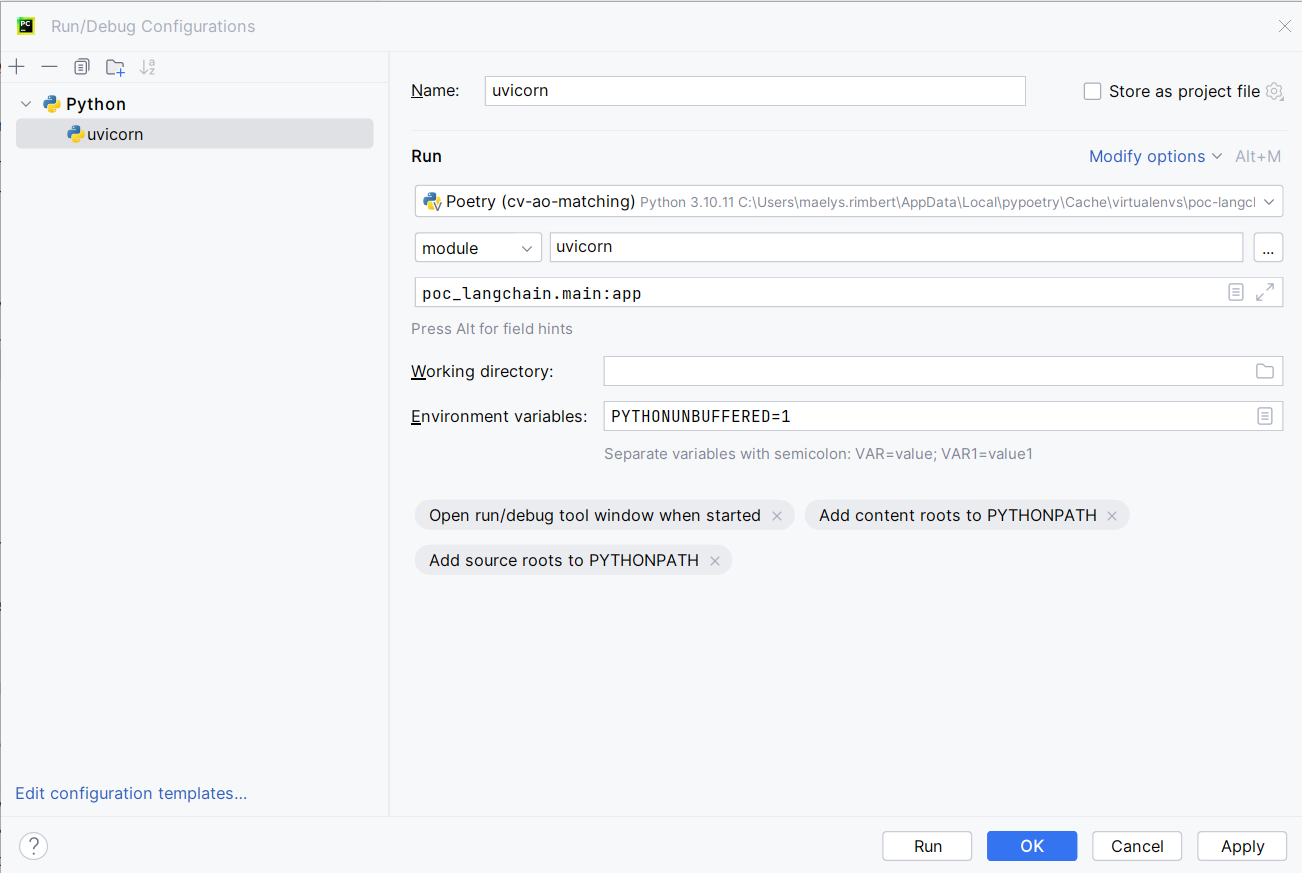 PC Run/Debug Configurations
Python
uvicorn
Edit configuration templates...
Name: uvicorn Store as project file
Run Modify options Alt+M
Poetry (cv-ao-matching) Python 3.10.11 C:\Users\maelys.rimbert\AppData\Local\pypoetry\Cache\virtualenvs\poc-langcl
module uvicorn ...
poc_langchain.main:app
Press Alt for field hints
Working directory:
Environment variables: PYTHONUNBUFFERED=1
Separate variables with semicolon: VAR=value; VAR1=value1
Open run/debug tool window when started Add content roots to PYTHONPATH
Add source roots to PYTHONPATH
? Run OK Cancel Apply